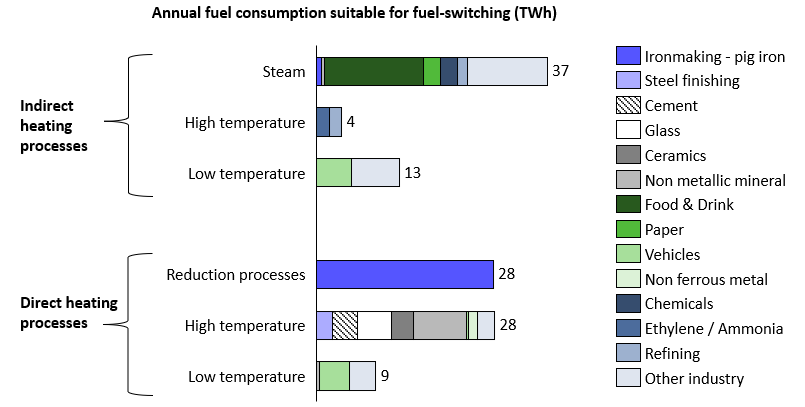 Annual fuel consumption suitable for fuel-switching (TWh)
Indirect
heating
processes
Steam
37
High temperature
4
Low temperature
13
Direct heating
processes
Reduction processes
28
High temperature
28
Low temperature
9
Ironmaking - pig iron
Steel finishing
Cement
Glass
Ceramics
Non metallic mineral
Food & Drink
Paper
Vehicles
Non ferrous metal
Chemicals
Ethylene / Ammonia
Refining
Other industry